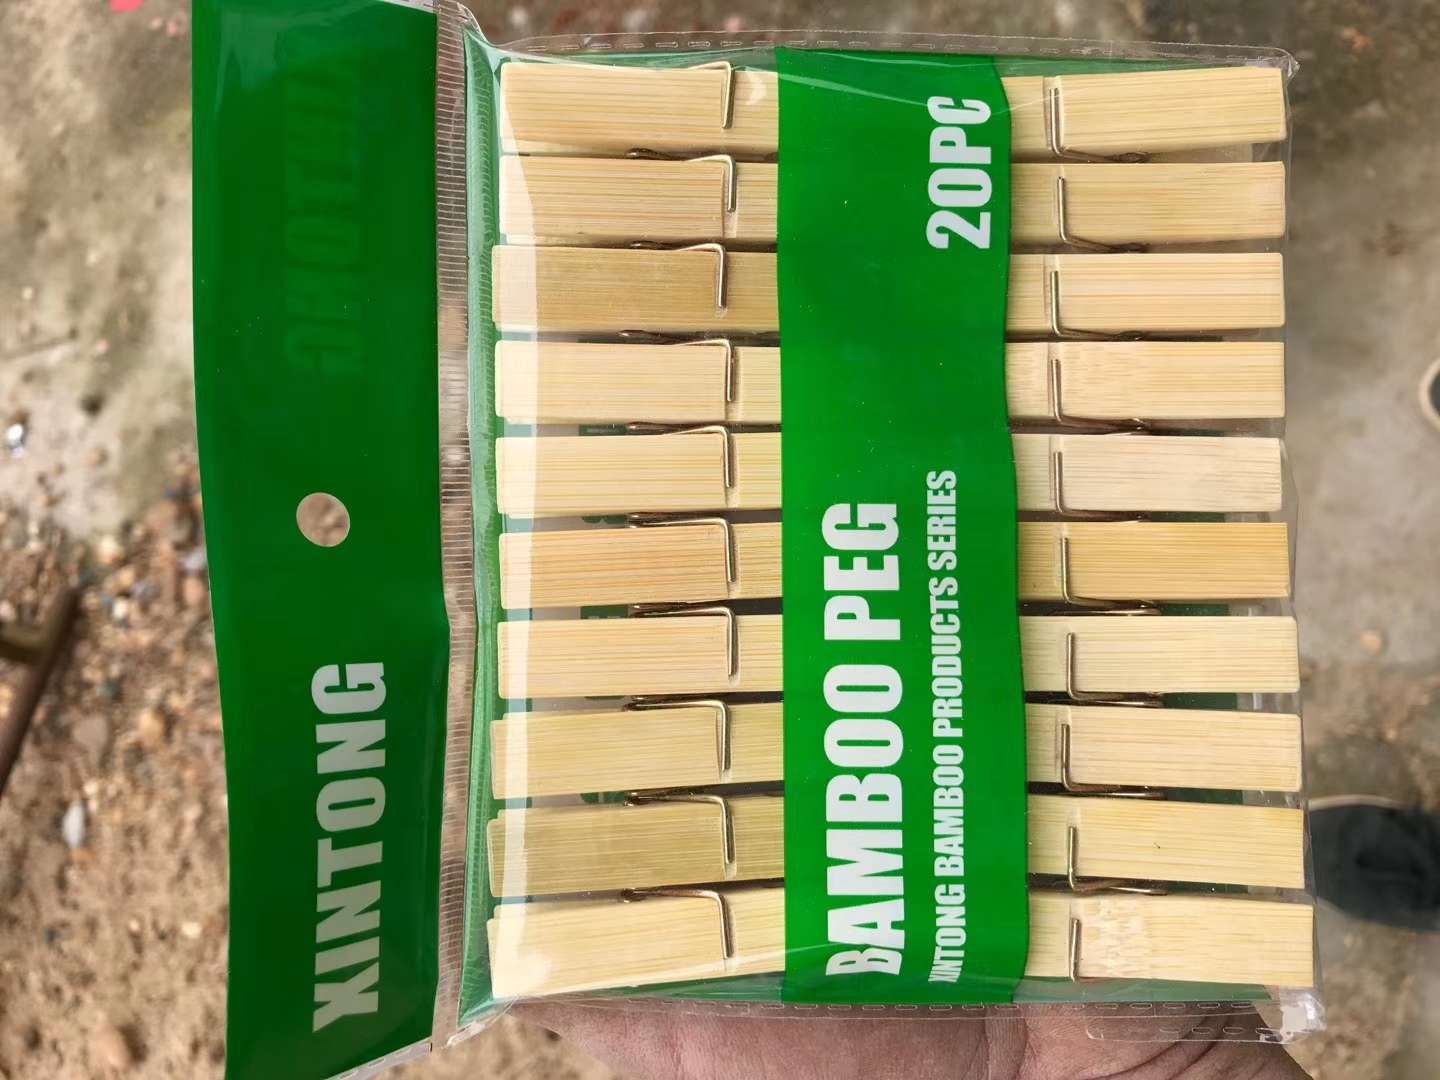 XINTONG
20PC
BAMBOO PEG
XINTONG BAMBOO PRODUCTS SERIES